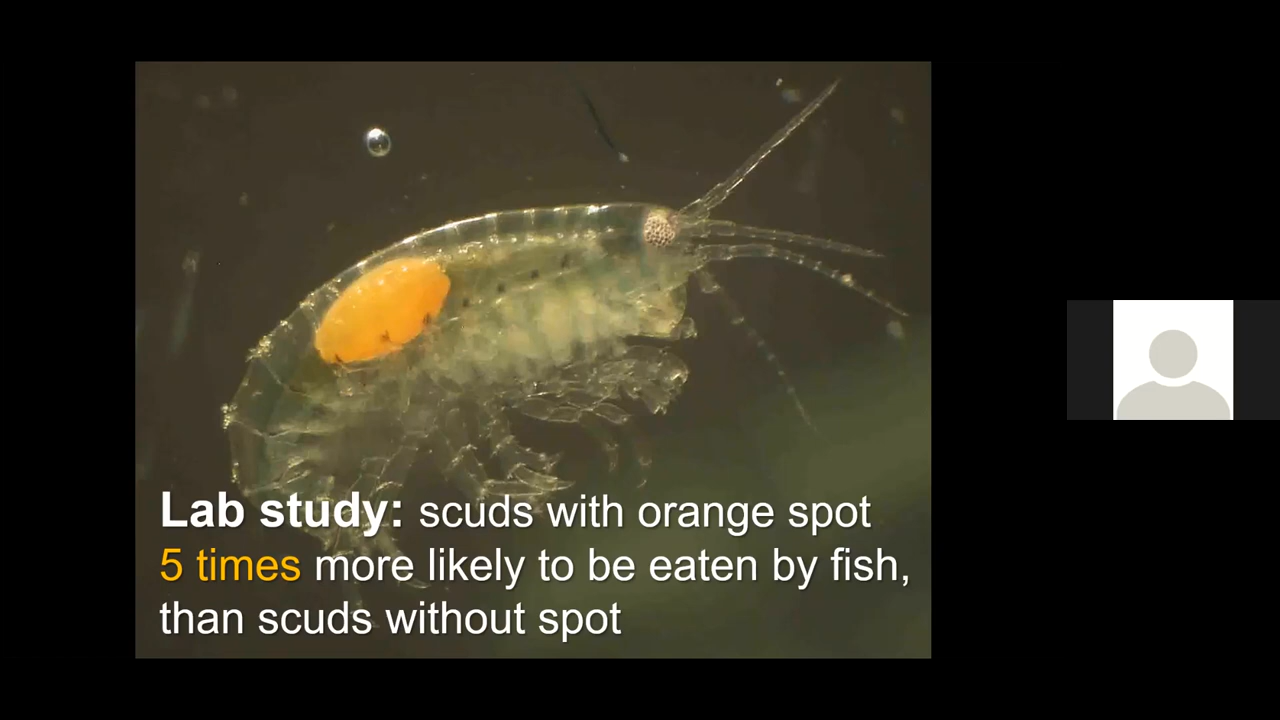 Lab study: scuds with orange spot
5 times more likely to be eaten by fish,
than scuds without spot